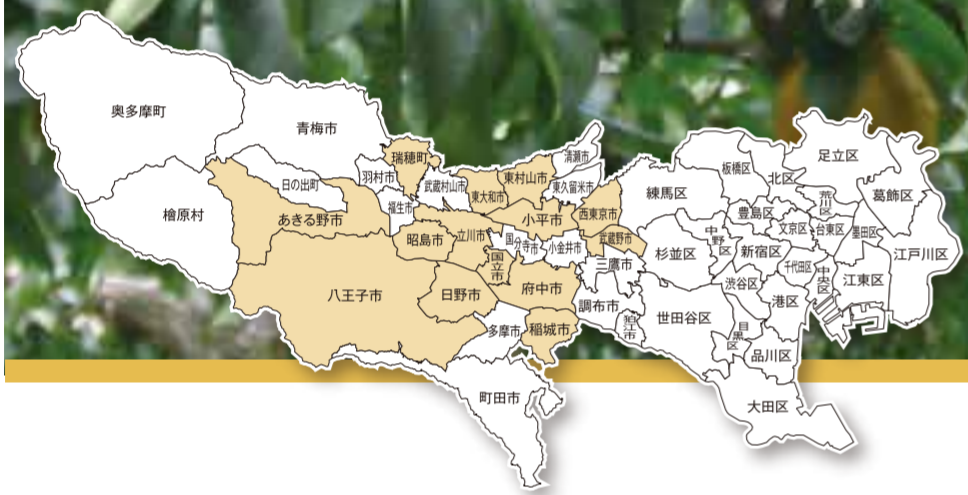 奥多摩町
青梅市
檜原村
日の出町
あきる野市
羽村市
瑞穂町
福生市
武蔵村山市
東大和市
東村山市
清瀬市
東久留米市
西東京市
小平市
武蔵野市
昭島市
立川市
国分寺市
小金井市
国立市
八王子市
日野市
府中市
三鷹市
調布市
狛江市
多摩市
稲城市
町田市
練馬区
板橋区
北区
足立区
葛飾区
荒川区
豊島区
文京区
台東区
墨田区
江戸川区
杉並区
中野区
新宿区
千代田区
中央区
江東区
渋谷区
港区
世田谷区
目黒区
品川区
大田区